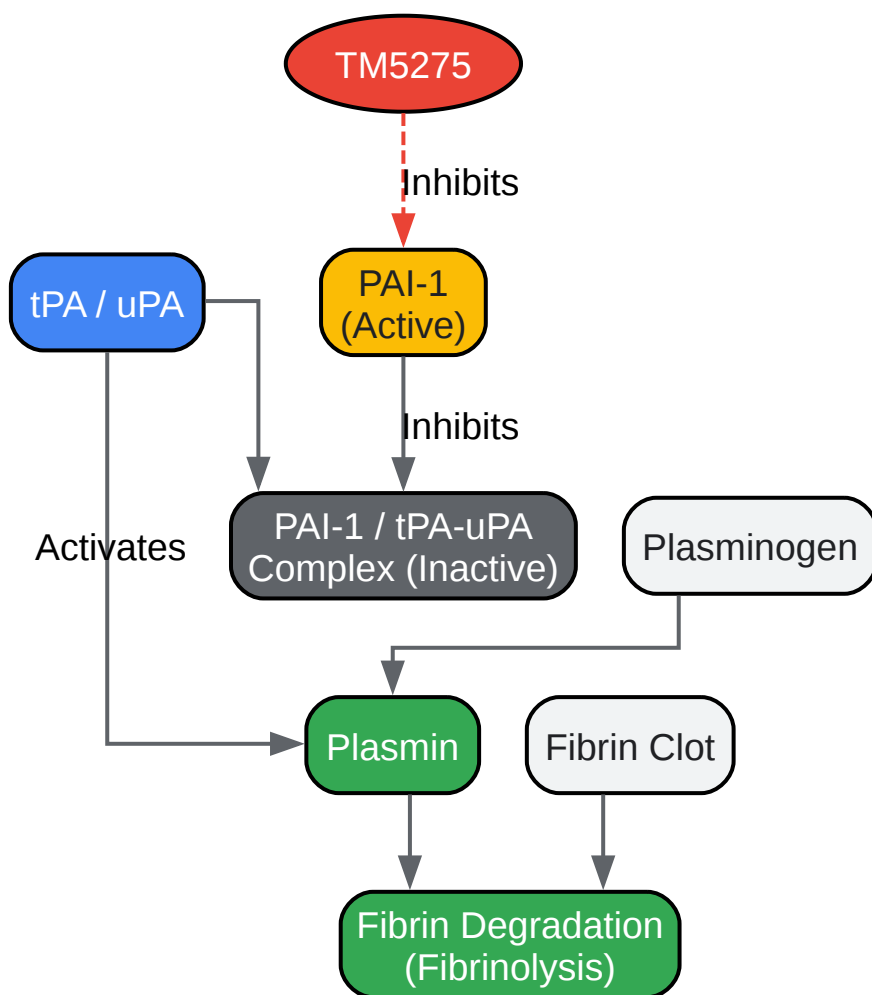 TM5275
Inhibits
tPA / uPA
PAI-1
(Active)
Inhibits
Activates
PAI-1 / tPA-uPA
Complex (Inactive)
Plasminogen
Plasmin
Fibrin Clot
Fibrin Degradation
(Fibrinolysis)